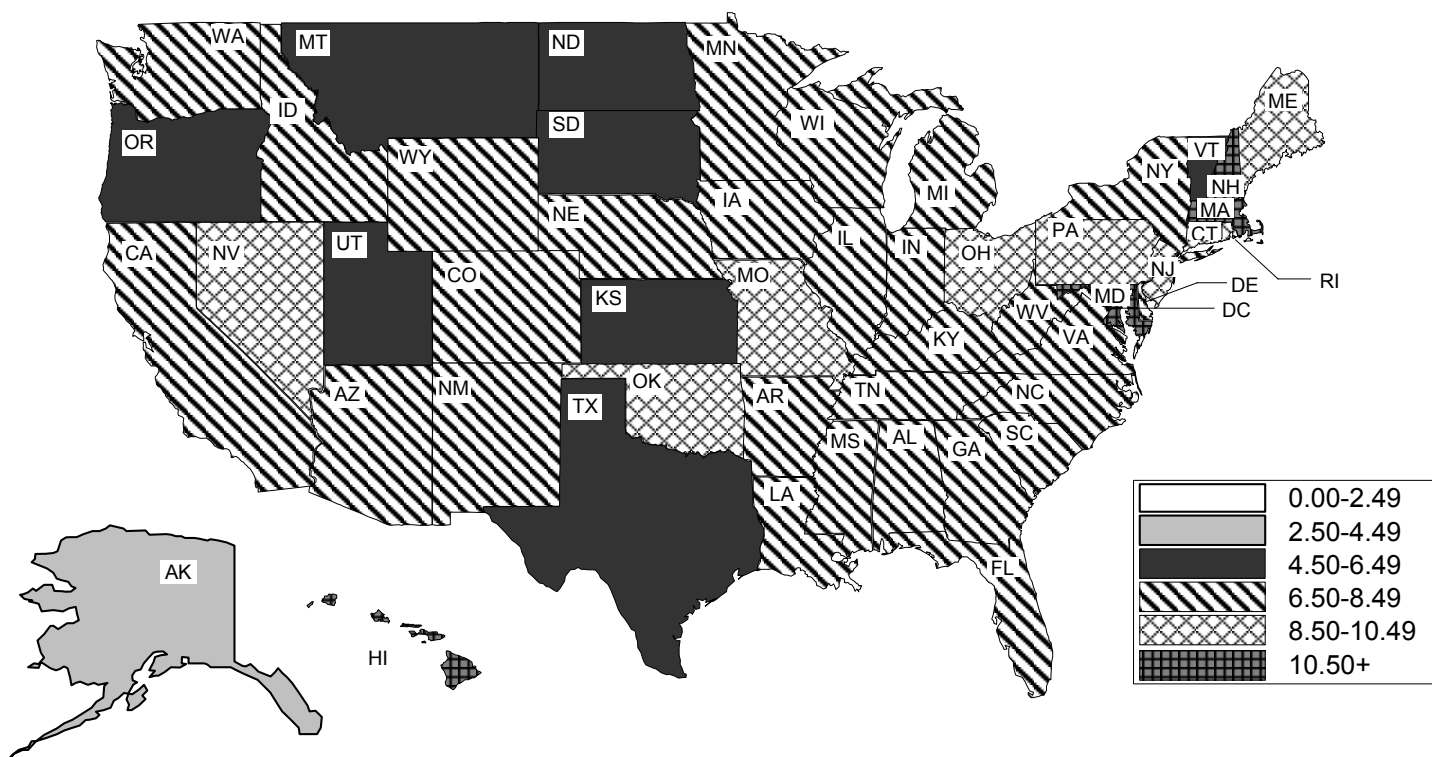 WA
MT
ND
MN
ME
ID
OR
SD
WI
VT
WY
NY
NH
MI
IA
MA
NE
PA
CT
IL
IN
OH
CA
NV
UT
CO
MO
NJ
RI
DE
KS
MD
DC
WV
KY
VA
AZ
NM
OK
AR
TN
NC
TX
MS
AL
GA
SC
LA
FL
AK
HI
0.00-2.49
2.50-4.49
4.50-6.49
6.50-8.49
8.50-10.49
10.50+